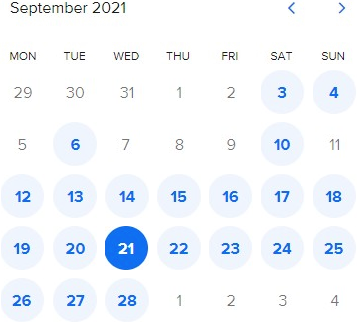 September 2021
MON TUE WED THU FRI SAT SUN
29 30 31 1 2 3 4
5 6 7 8 9 10 11
12 13 14 15 16 17 18
19 20 21 22 23 24 25
26 27 28 1 2 3 4